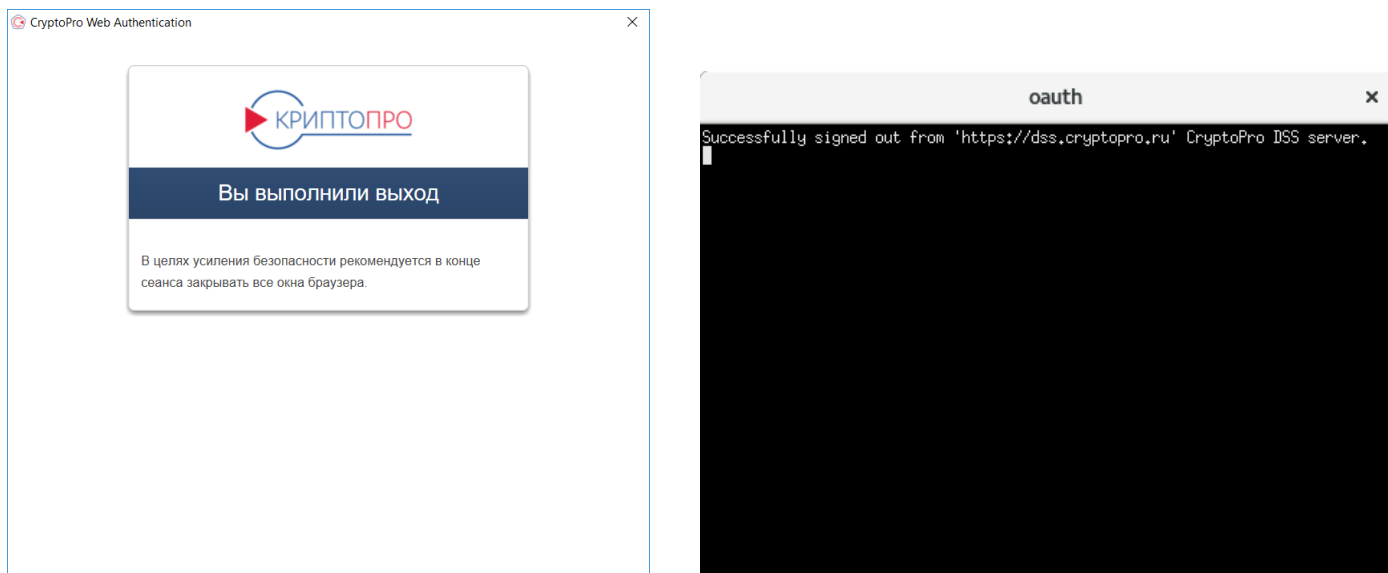 CryptoPro Web Authentication
КРИПТОПРО
Вы выполнили выход
В целях усиления безопасности рекомендуется в конце
сеанса закрывать все окна браузера.
oauth
Successfully signed out from 'https://dss.cryptopro.ru' CryptoPro DSS server.